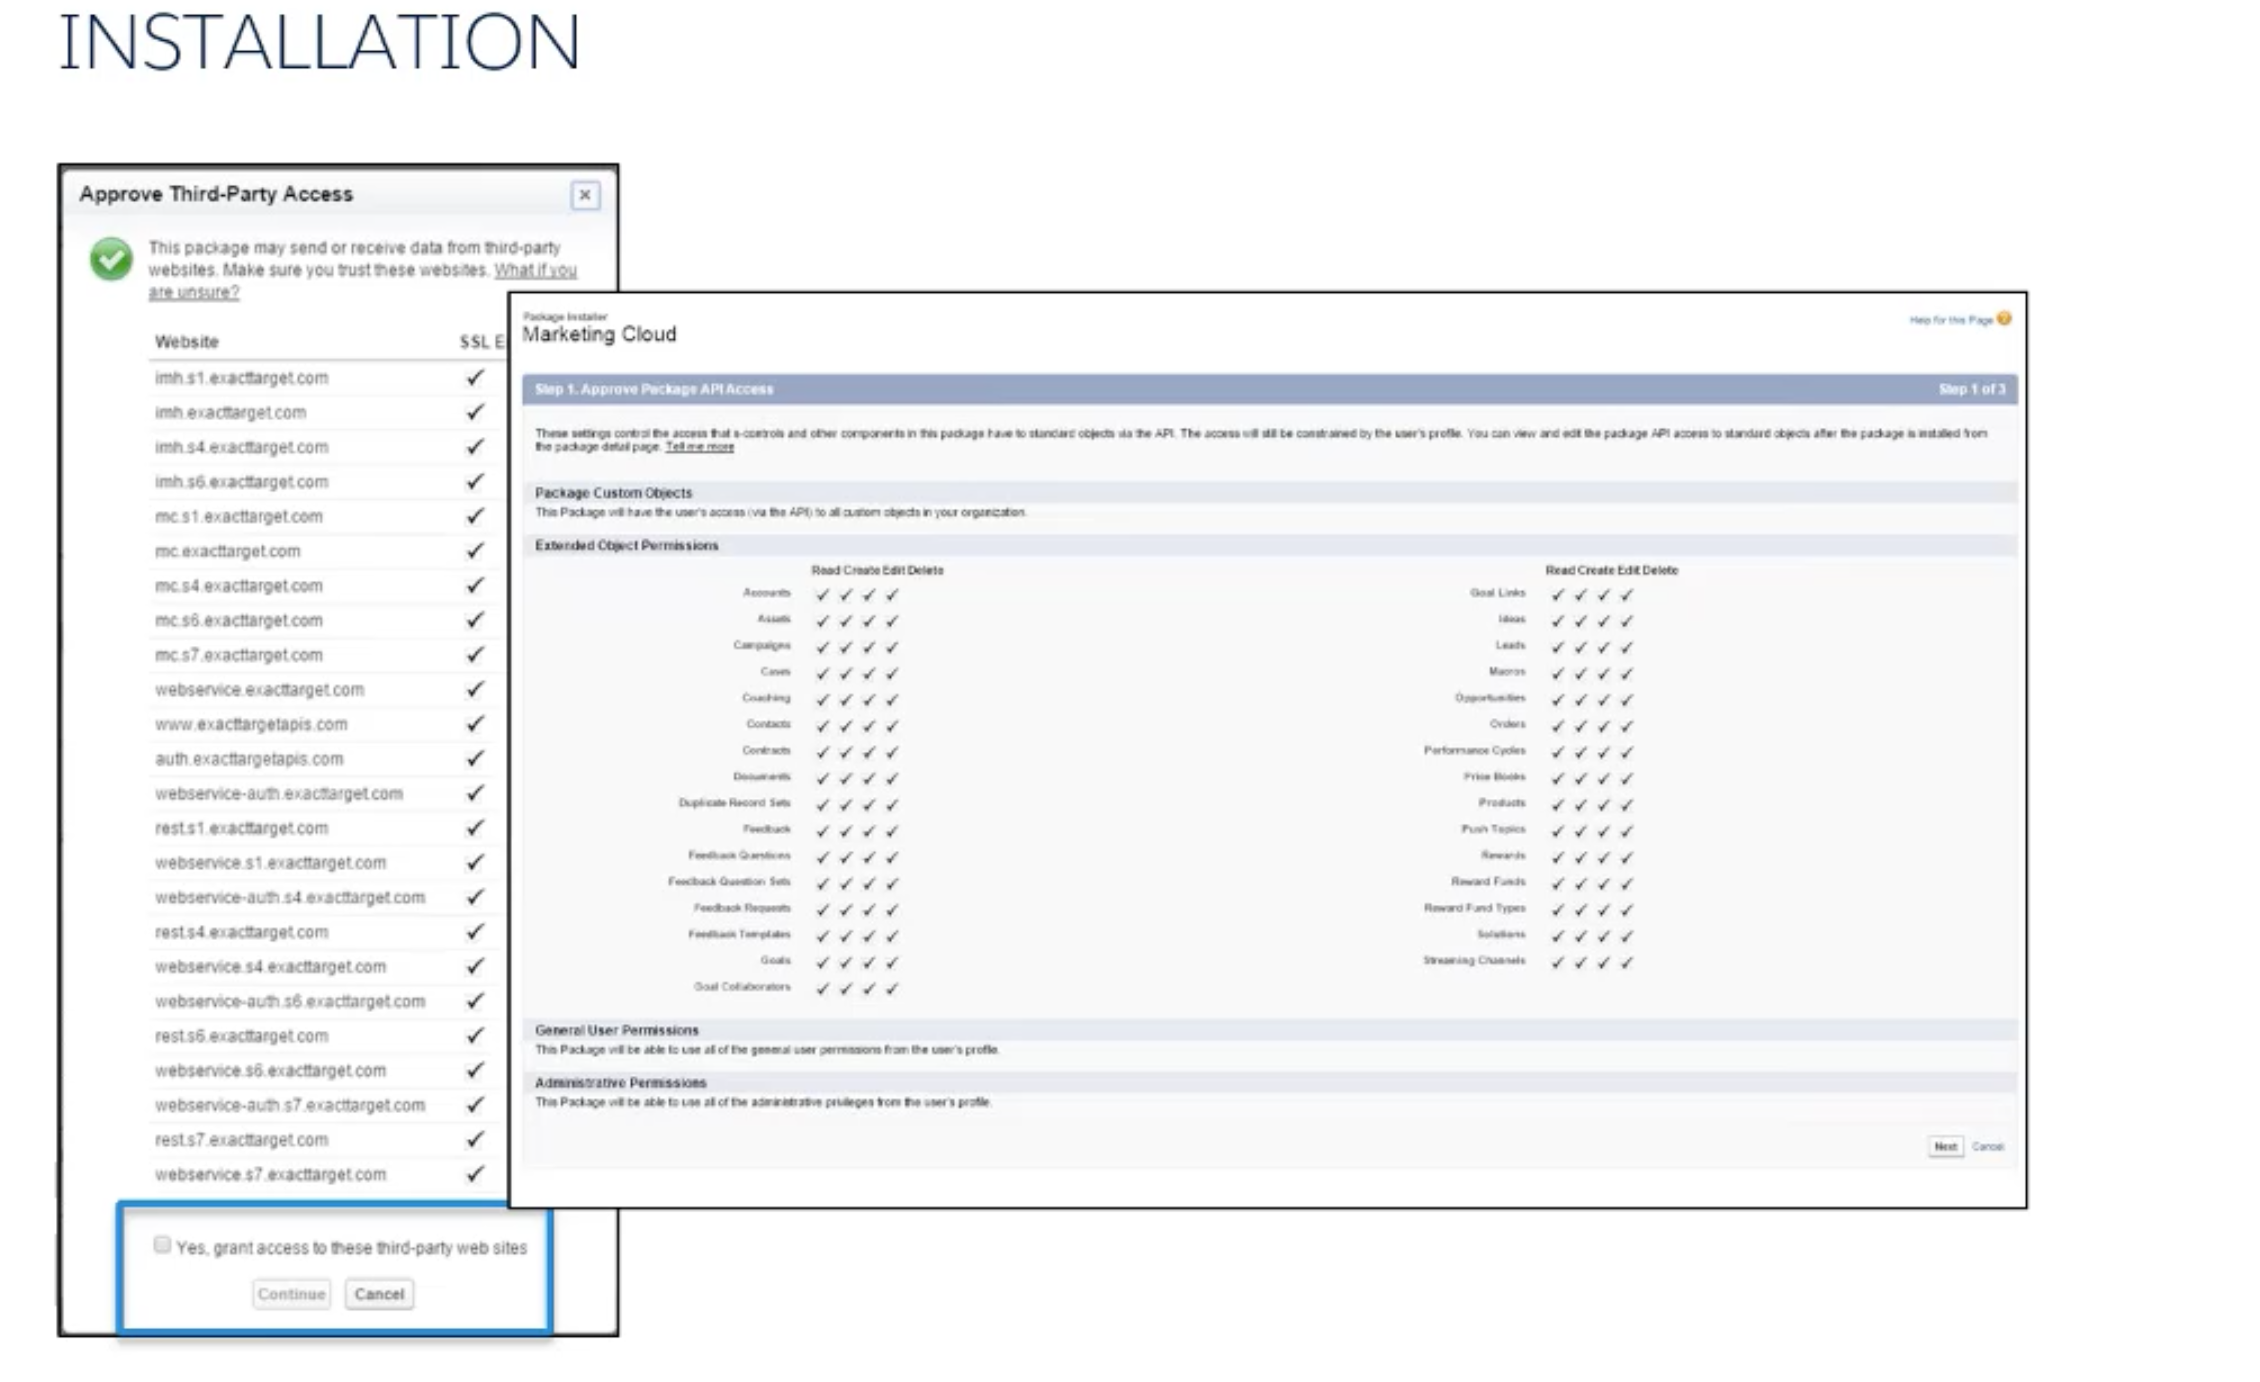 INSTALLATION
Approve Third-Party Access
This package may send or receive data from third-party
websites. Make sure you trust these websites. What if you
are unsure?
Website SSL E
imh.s1.exacttarget.com
imh.exacttarget.com
imh.s4.exacttarget.com
imh.s6.exacttarget.com
mc.s1.exacttarget.com
mc.exacttarget.com
mc.s4.exacttarget.com
mc.s6.exacttarget.com
mc.s7.exacttarget.com
webservice.exacttarget.com
www.exacttargetapis.com
auth.exacttargetapis.com
webservice-auth.exacttarget.com
rest.s1.exacttarget.com
webservice.s1.exacttarget.com
webservice-auth.s4.exacttarget.com
rest.s4.exacttarget.com
webservice.s4.exacttarget.com
webservice-auth.s6.exacttarget.com
rest.s6.exacttarget.com
webservice.s6.exacttarget.com
webservice-auth.s7.exacttarget.com
rest.s7.exacttarget.com
webservice.s7.exacttarget.com
Yes, grant access to these third-party web sites
Continue Cancel
Package Installer
Marketing Cloud
Help for this Page
Step 1. Approve Package API Access Step 1 of 3
These settings control the access that s-controls and other components in this package have to standard objects via the API. The access will still be constrained by the user's profile. You can view and edit the package API access to standard objects after the package is installed from
the package detail page. Tell me more
Package Custom Objects
This Package will have the user's access (via the API) to all custom objects in your organization.
Extended Object Permissions
Read Create Edit Delete
Accounts
Assets
Campaigns
Cases
Coaching
Contacts
Contracts
Documents
Duplicate Record Sets
Feedback
Feedback Questions
Feedback Question Sets
Feedback Requests
Feedback Templates
Goals
Goal Collaborators
Read Create Edit Delete
Goal Links
Ideas
Leads
Macros
Opportunities
Orders
Performance Cycles
Price Books
Products
Push Topics
Rewards
Reward Funds
Reward Fund Types
Solutions
Streaming Channels
General User Permissions
This Package will be able to use all of the general user permissions from the user's profile.
Administrative Permissions
This Package will be able to use all of the administrative privileges from the user's profile.
Next Cancel